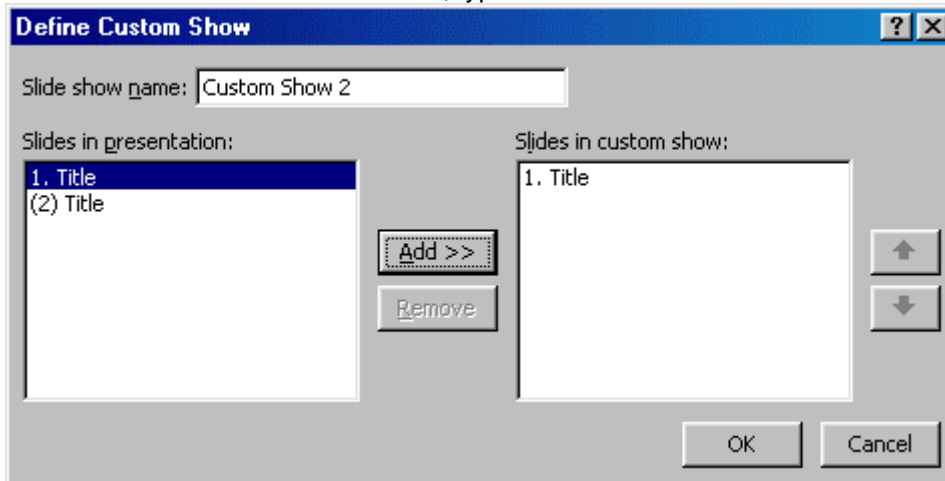 Define Custom Show
Slide show name: Custom Show 2
Slides in presentation:
1. Title
(2) Title
Add >>
Remove
Slides in custom show:
1. Title
OK
Cancel